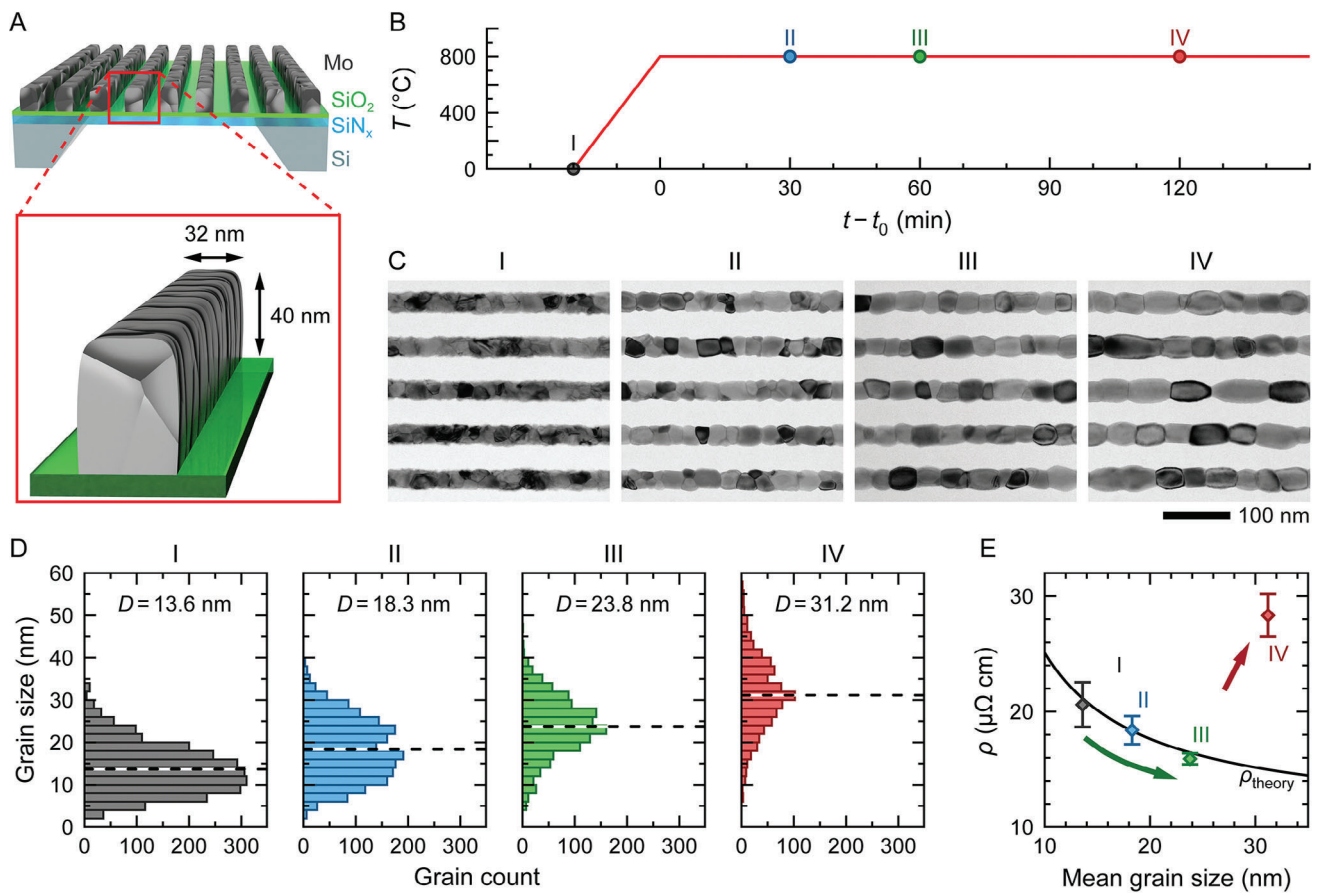 A
Mo
SiO₂
SiNₓ
Si
32 nm
40 nm
B
T (°C)
800
400
0
I
II
III
IV
0 30 60 90 120
t – t₀ (min)
C
I II III IV
100 nm
D
I II III IV
Grain size (nm)
60
50
40
30
20
10
0
D = 13.6 nm
D = 18.3 nm
D = 23.8 nm
D = 31.2 nm
0 100 200 300
0 100 200 300
0 100 200 300
0 100 200 300
Grain count
E
ρ (μΩ cm)
30
20
10
I
II
III
IV
ρtheory
10 20 30
Mean grain size (nm)